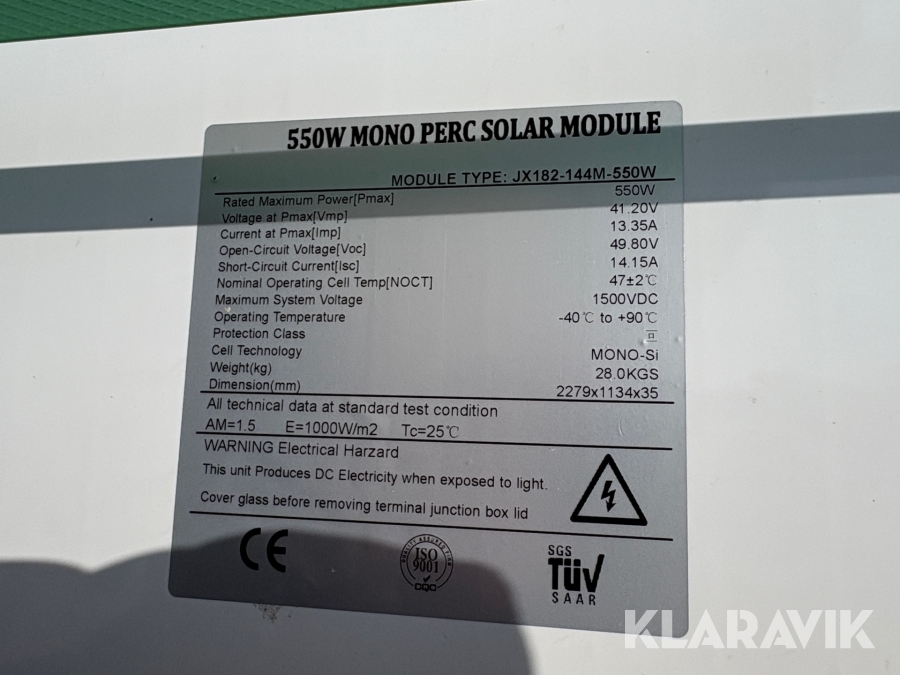 550W MONO PERC SOLAR MODULE
MODULE TYPE: JX182-144M-550W
Rated Maximum Power[Pmax] 550W
Voltage at Pmax[Vmp] 41.20V
Current at Pmax[Imp] 13.35A
Open-Circuit Voltage[Voc] 49.80V
Short-Circuit Current[Isc] 14.15A
Nominal Operating Cell Temp[NOCT] 47±2℃
Maximum System Voltage 1500VDC
Operating Temperature -40℃ to +90℃
Protection Class
Cell Technology MONO-Si
Weight(kg) 28.0KGS
Dimension(mm) 2279x1134x35
All technical data at standard test condition
AM=1.5 E=1000W/m2 Tc=25℃
WARNING Electrical Harzard
This unit Produces DC Electricity when exposed to light.
Cover glass before removing terminal junction box lid
CE
ISO
9001
SGS
TÜV
SAAR
KLARAVIK